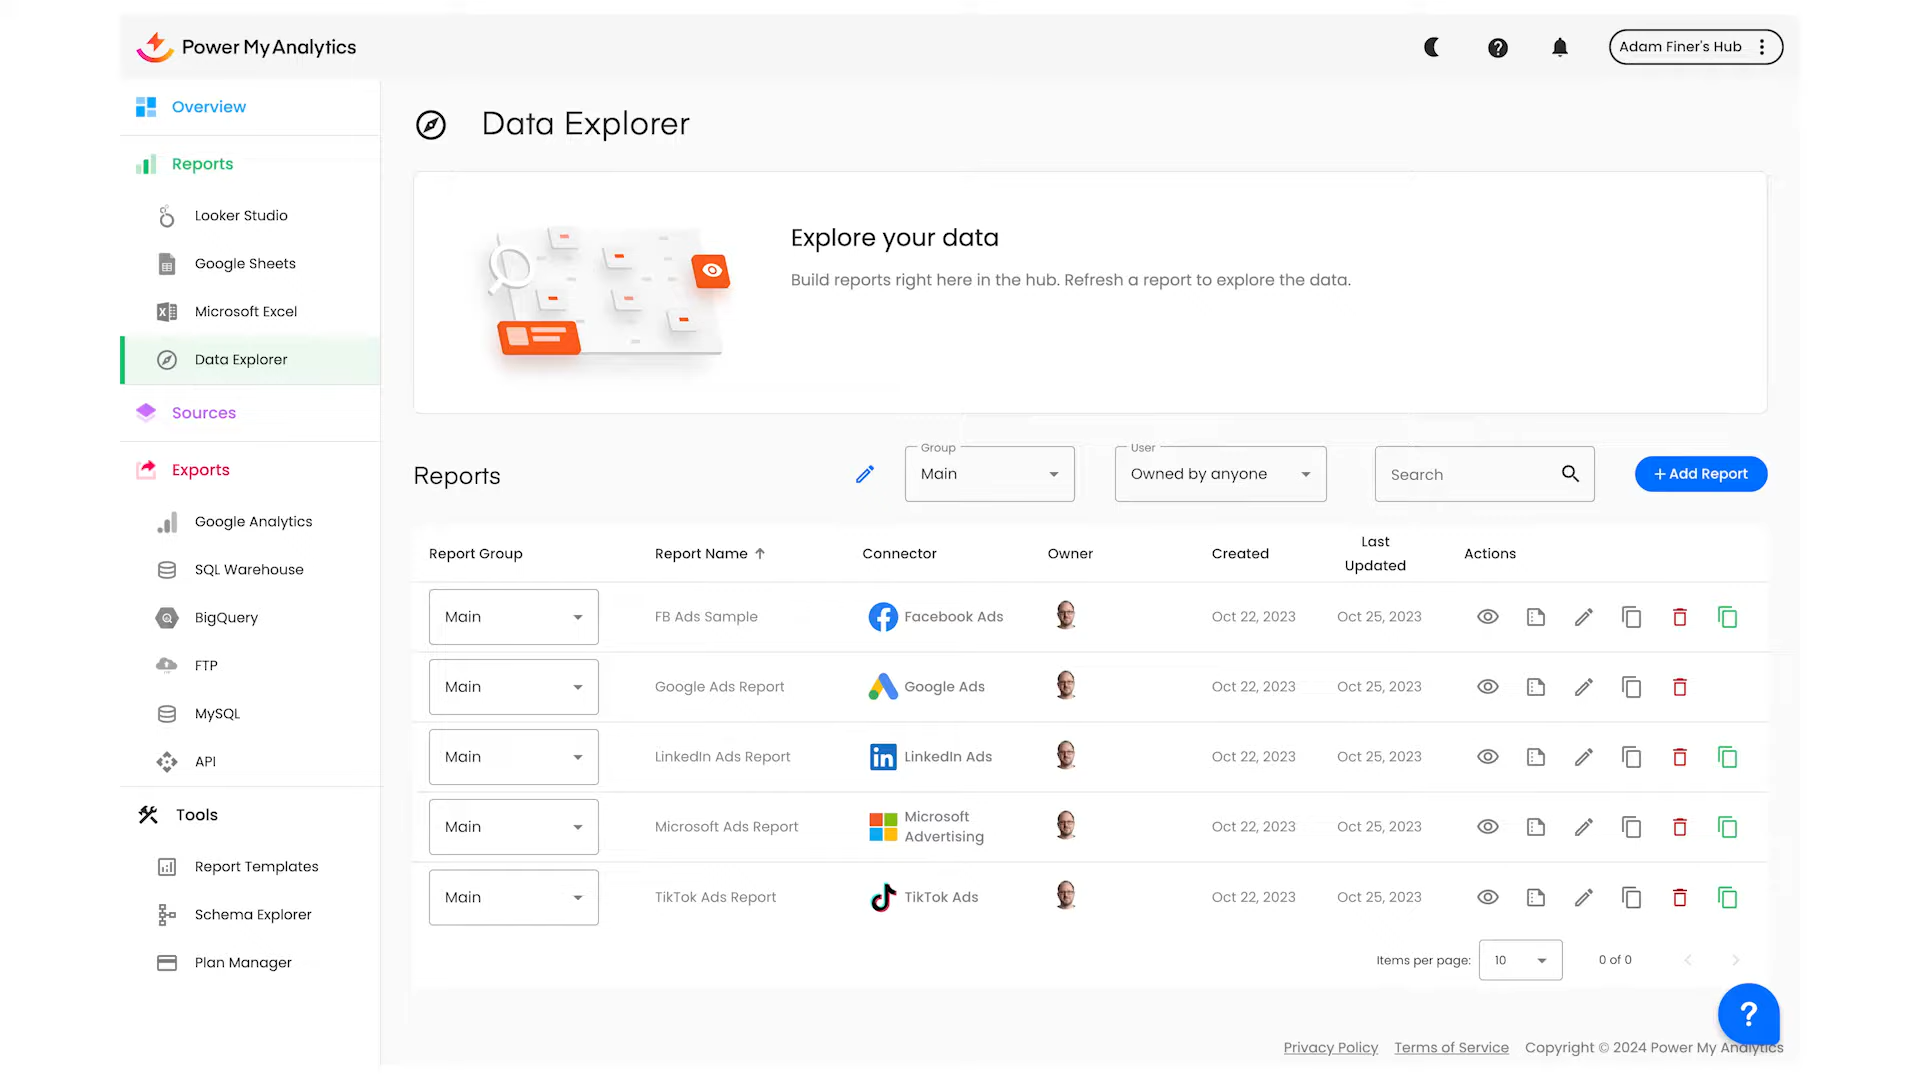 Power My Analytics
Adam Finer's Hub
Overview
Reports
Looker Studio
Google Sheets
Microsoft Excel
Data Explorer
Sources
Exports
Google Analytics
SQL Warehouse
BigQuery
FTP
MySQL
API
Tools
Report Templates
Schema Explorer
Plan Manager
Data Explorer
Explore your data
Build reports right here in the hub. Refresh a report to explore the data.
Reports
Group
Main
User
Owned by anyone
Search
+ Add Report
Report Group Report Name Connector Owner Created Last Updated Actions
Main FB Ads Sample Facebook Ads Oct 22, 2023 Oct 25, 2023
Main Google Ads Report Google Ads Oct 22, 2023 Oct 25, 2023
Main LinkedIn Ads Report LinkedIn Ads Oct 22, 2023 Oct 25, 2023
Main Microsoft Ads Report Microsoft Advertising Oct 22, 2023 Oct 25, 2023
Main TikTok Ads Report TikTok Ads Oct 22, 2023 Oct 25, 2023
Items per page: 10 0 of 0
Privacy Policy Terms of Service Copyright © 2024 Power My Analytics